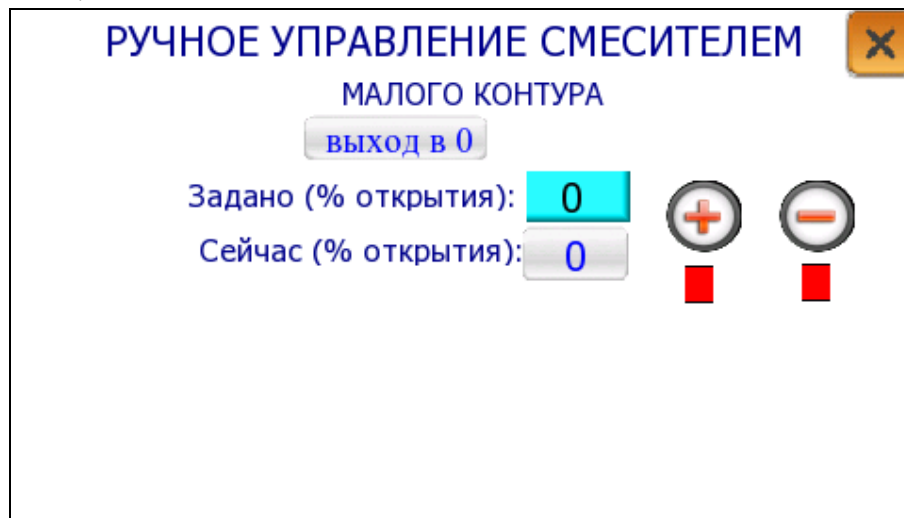 РУЧНОЕ УПРАВЛЕНИЕ СМЕСИТЕЛЕМ
МАЛОГО КОНТУРА
выход в 0
Задано (% открытия): 0
Сейчас (% открытия): 0